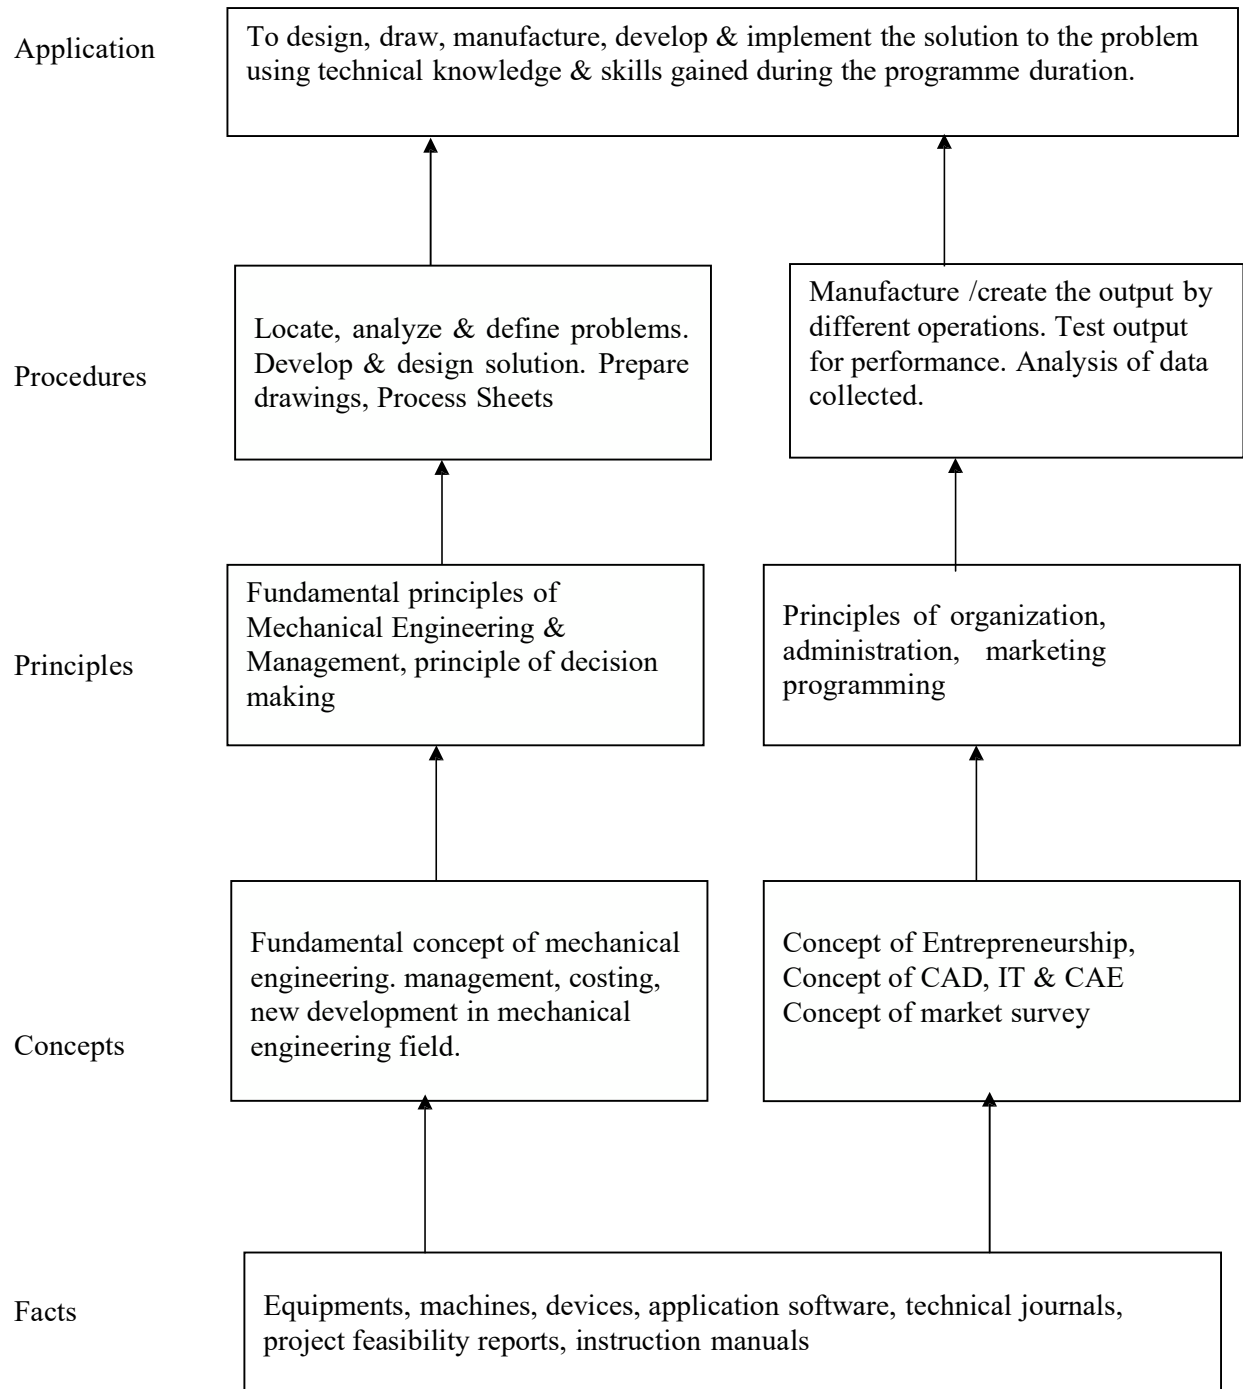 Application
To design, draw, manufacture, develop & implement the solution to the problem
using technical knowledge & skills gained during the programme duration.
Procedures
Locate, analyze & define problems.
Develop & design solution. Prepare
drawings, Process Sheets
Manufacture /create the output by
different operations. Test output
for performance. Analysis of data
collected.
Principles
Fundamental principles of
Mechanical Engineering &
Management, principle of decision
making
Principles of organization,
administration, marketing
programming
Concepts
Fundamental concept of mechanical
engineering. management, costing,
new development in mechanical
engineering field.
Concept of Entrepreneurship,
Concept of CAD, IT & CAE
Concept of market survey
Facts
Equipments, machines, devices, application software, technical journals,
project feasibility reports, instruction manuals